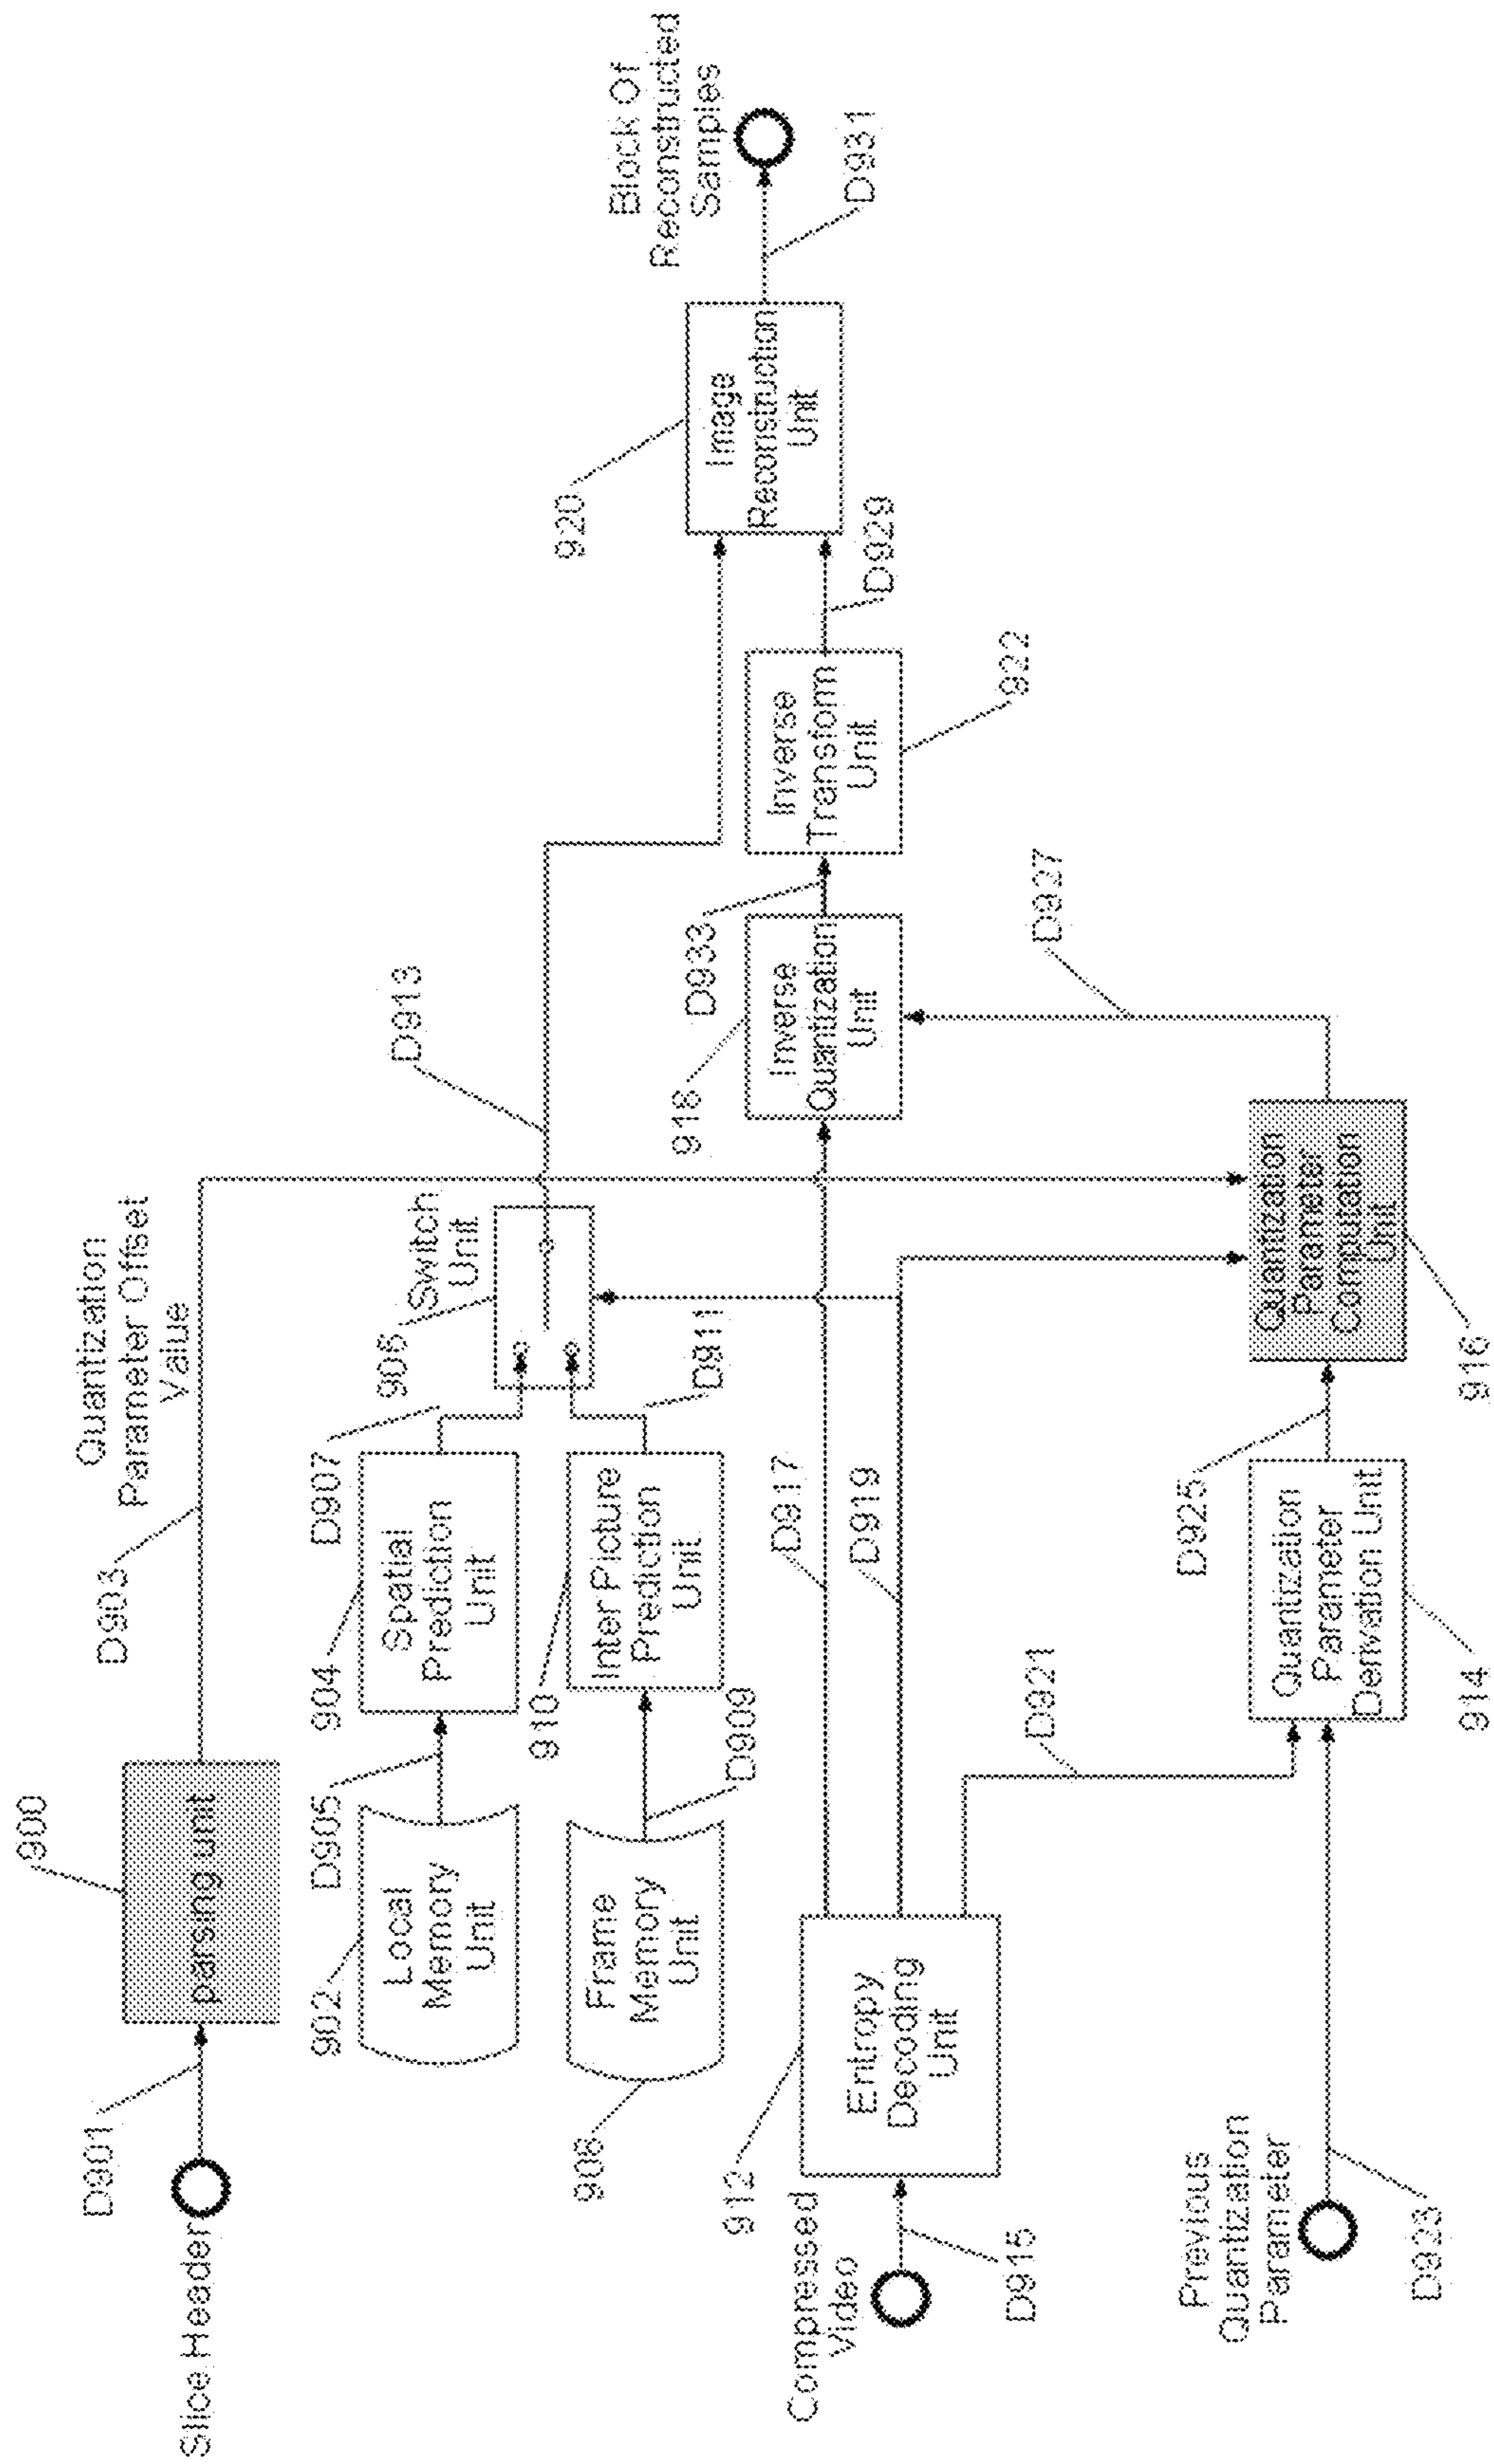 Slice Header
D901
900
parsing unit
D903
Quantization
Parameter Offset
Value
902
Local
Memory
Unit
D905
904
Spatial
Prediction
Unit
D907
906
Switch
Unit
D913
908
Frame
Memory
Unit
D909
910
Inter Picture
Prediction
Unit
D911
Compressed
Video
D915
912
Entropy
Decoding
Unit
D917
D919
D921
918
Inverse
Quantization
Unit
D933
Inverse
Transform
Unit
922
D929
920
Image
Reconstruction
Unit
Block Of
Reconstructed
Samples
D931
Previous
Quantization
Parameter
D923
Quantization
Parameter
Derivation Unit
914
D925
Quantization
Parameter
Computation
Unit
916
D927